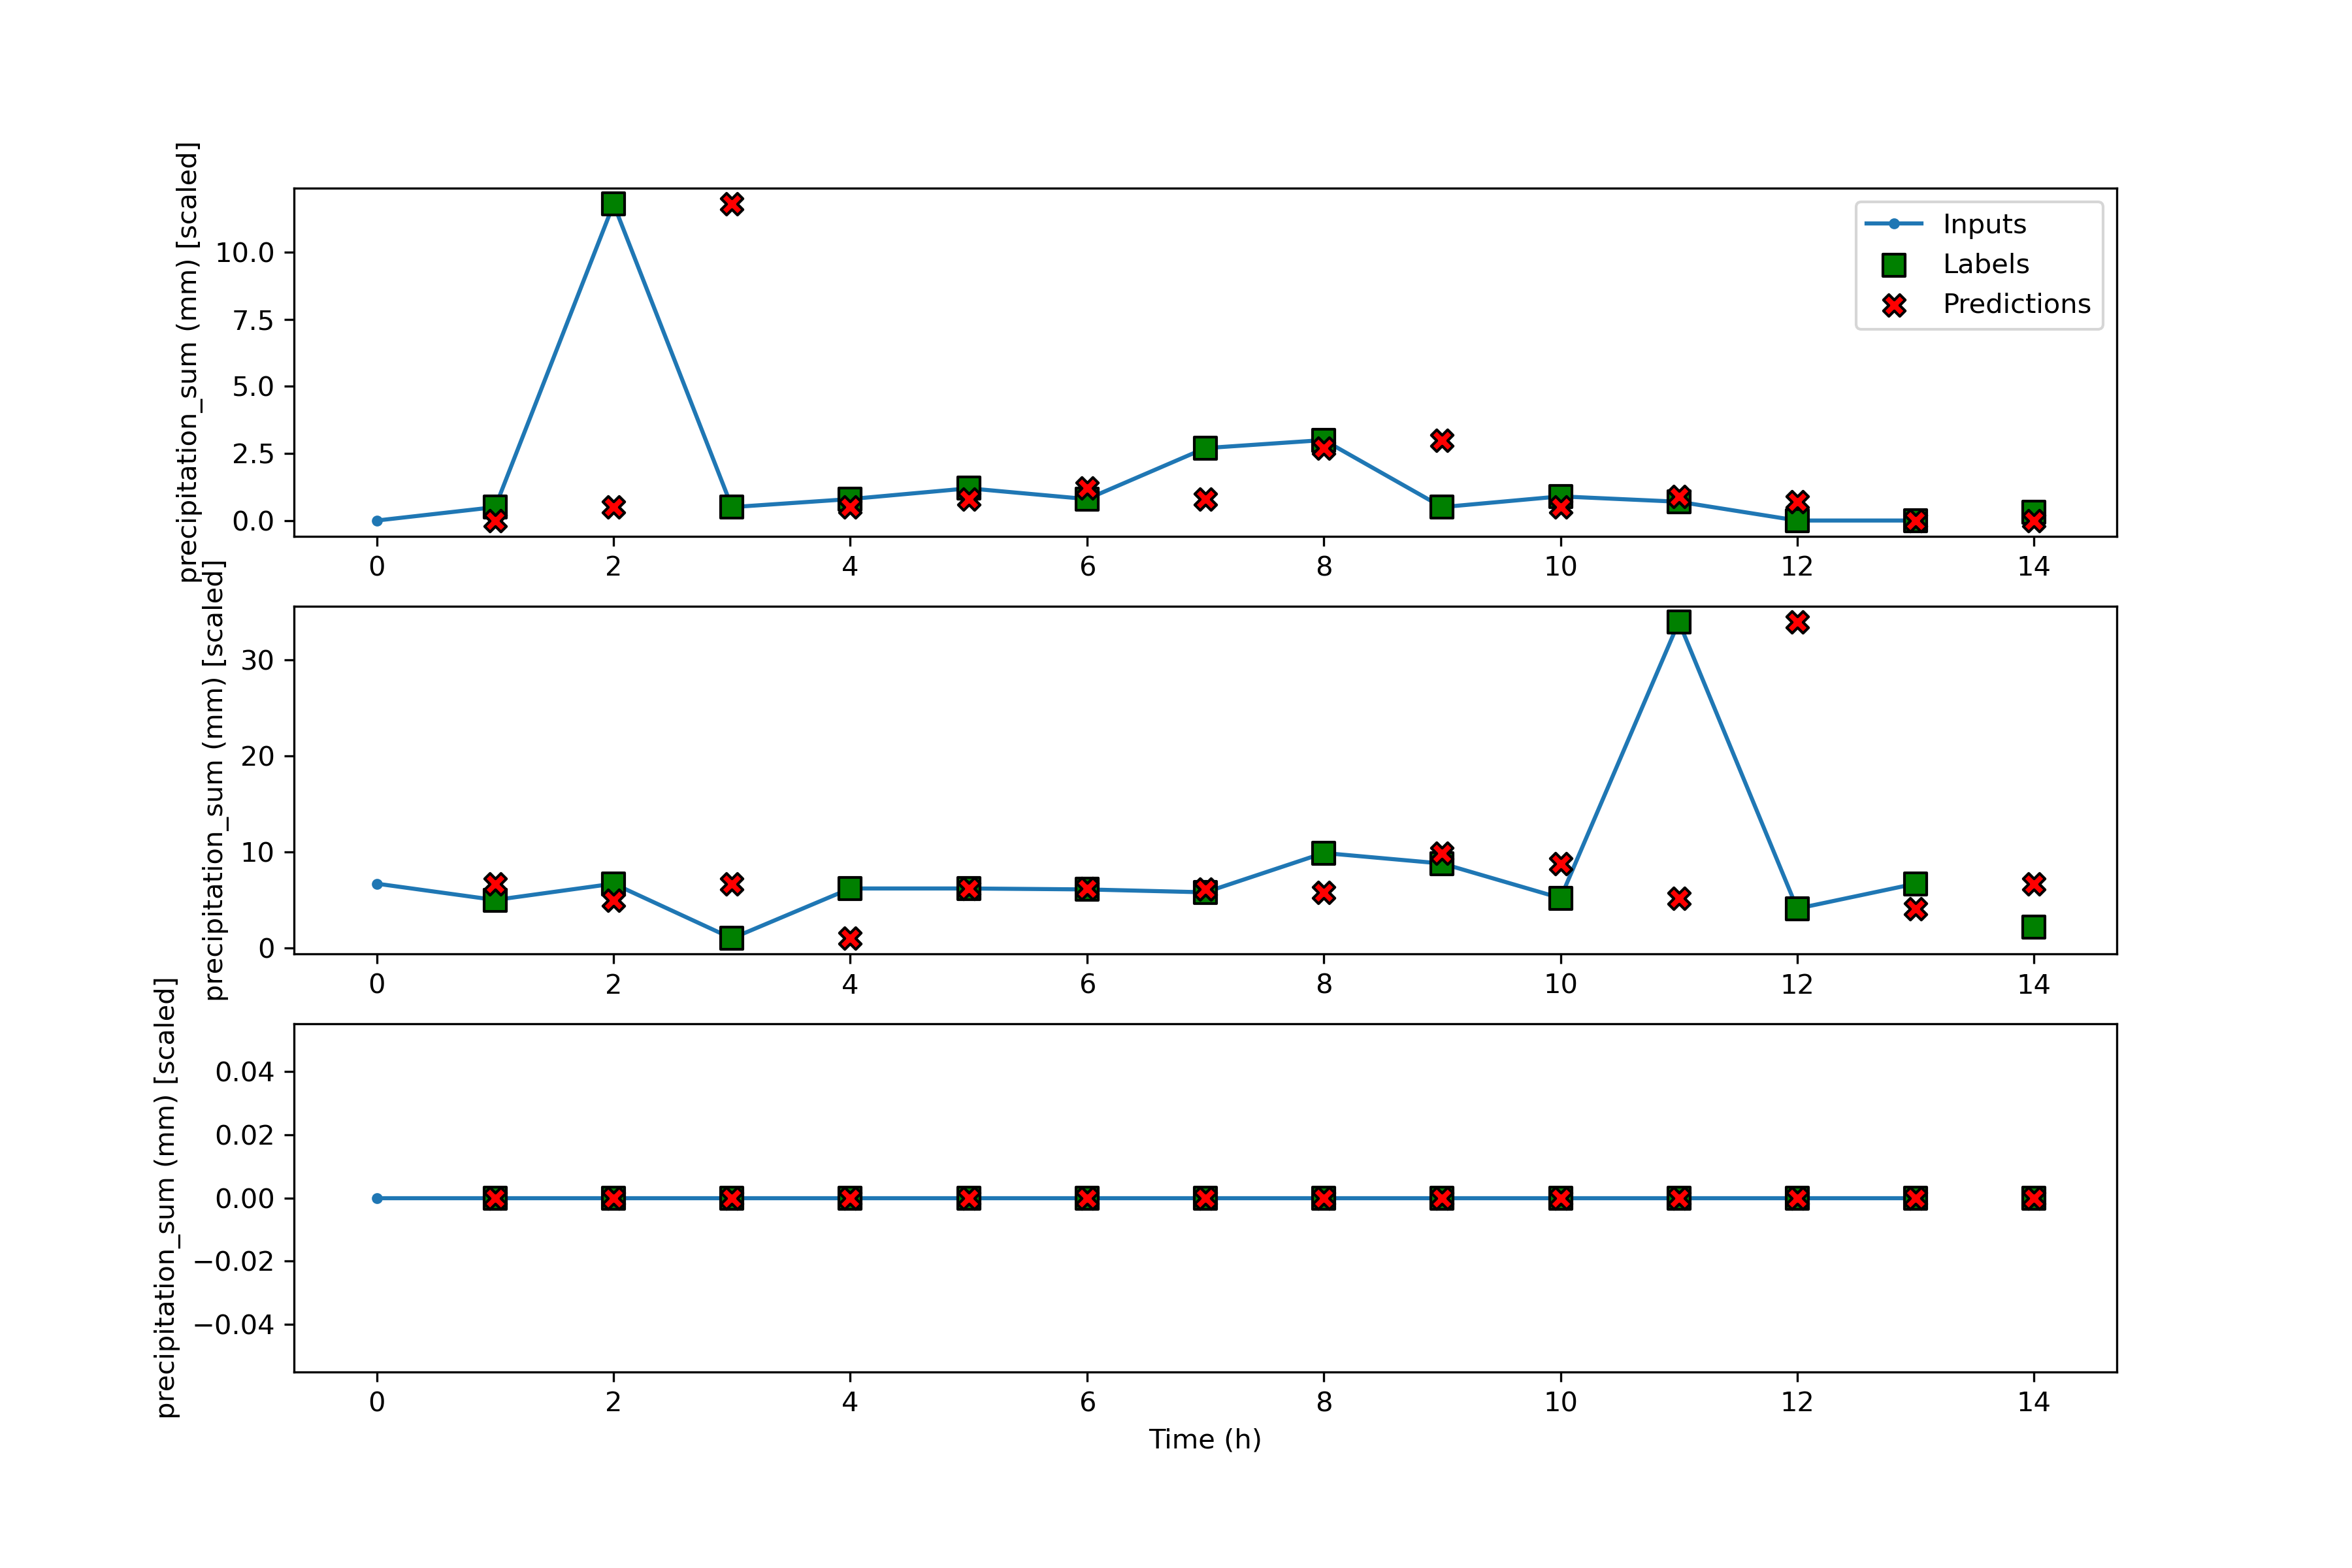 precipitation_sum (mm) [scaled]
10.0
7.5
5.0
2.5
0.0
Inputs
Labels
Predictions
0 2 4 6 8 10 12 14
precipitation_sum (mm) [scaled]
30
20
10
0
0 2 4 6 8 10 12 14
precipitation_sum (mm) [scaled]
0.04
0.02
0.00
−0.02
−0.04
0 2 4 6 8 10 12 14
Time (h)